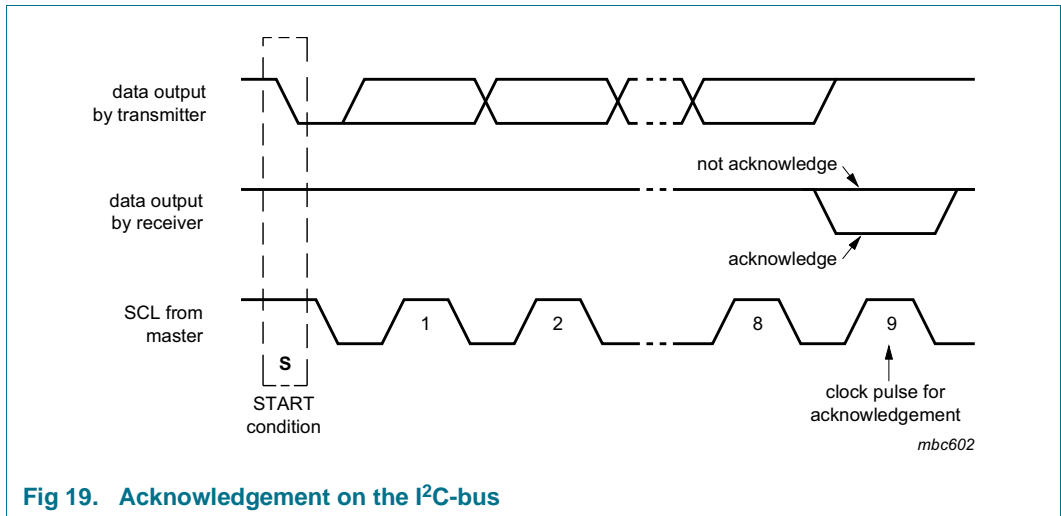 data output
by transmitter
not acknowledge
data output
by receiver
acknowledge
SCL from
master
1
2
8
9
S
START
condition
clock pulse for
acknowledgement
mbc602
Fig 19. Acknowledgement on the I²C-bus